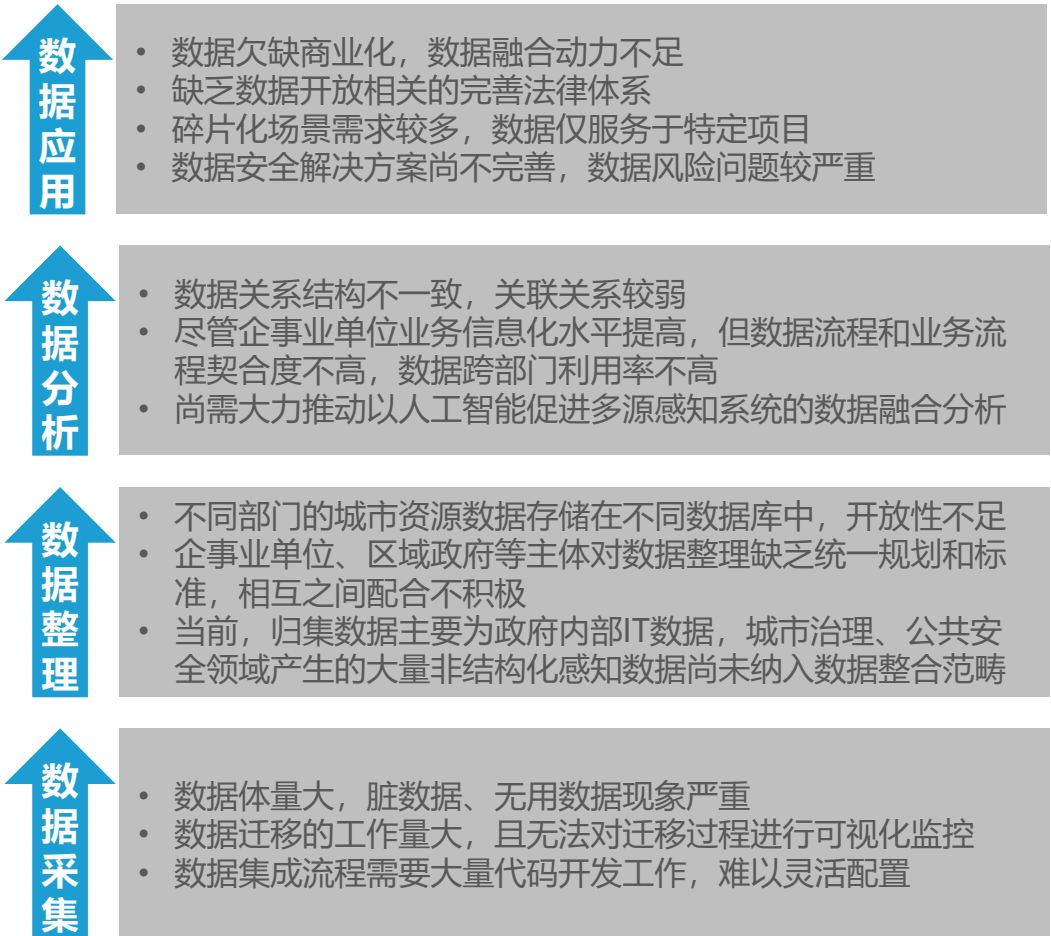 数据应用
• 数据欠缺商业化，数据融合动力不足
• 缺乏数据开放相关的完善法律体系
• 碎片化场景需求较多，数据仅服务于特定项目
• 数据安全解决方案尚不完善，数据风险问题较严重
数据分析
• 数据关系结构不一致，关联关系较弱
• 尽管企事业单位业务信息化水平提高，但数据流程和业务流
程契合度不高，数据跨部门利用率不高
• 尚需大力推动以人工智能促进多源感知系统的数据融合分析
数据整理
• 不同部门的城市资源数据存储在不同数据库中，开放性不足
• 企事业单位、区域政府等主体对数据整理缺乏统一规划和标
准，相互之间配合不积极
• 当前，归集数据主要为政府内部IT数据，城市治理、公共安
全领域产生的大量非结构化感知数据尚未纳入数据整合范畴
数据采集
• 数据体量大，脏数据、无用数据现象严重
• 数据迁移的工作量大，且无法对迁移过程进行可视化监控
• 数据集成流程需要大量代码开发工作，难以灵活配置